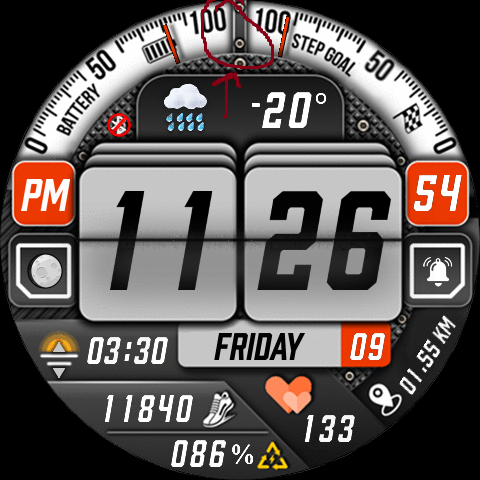 100 100
50 STEP GOAL 50
0 BATTERY 0
-20°
PM 11 26 54
03:30 FRIDAY 09
01.55 KM
11840
133
086%